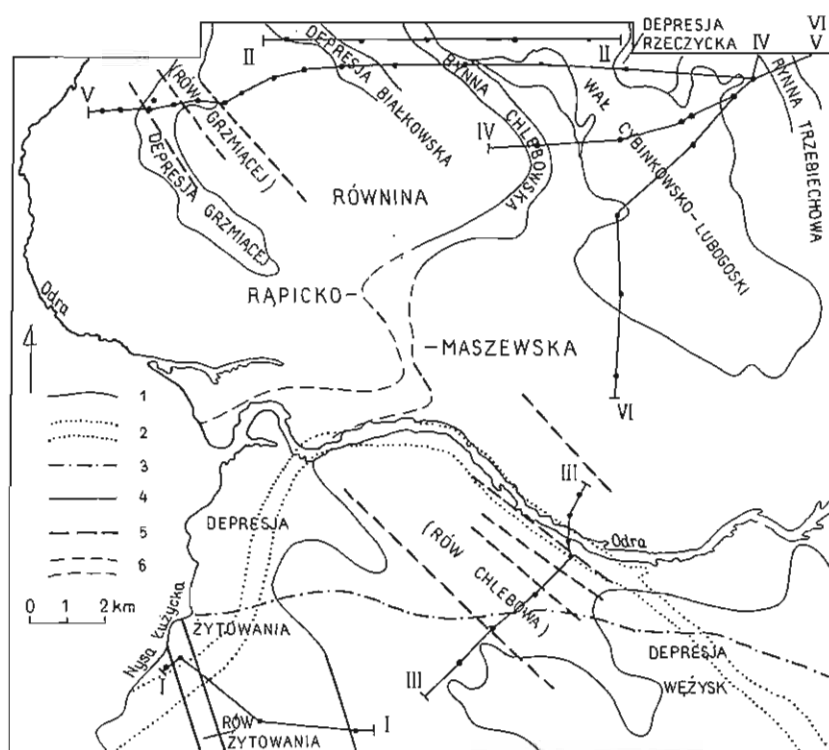 DEPRESJA
RZECZYCKA
VI
IV
V
II
II
DEPRESJA BIAŁKOWSKA
RYNNA CHLEBOWSKA
WAŁ
CYBINKOWSKO-LUBOGOSKI
RYNNA TRZEBIECHOWA
V
(RÓW GRZMIĄCEJ)
DEPRESJA GRZMIĄCEJ
IV
RÓWNINA
RĄPICKO-
-MASZEWSKA
Odra
VI
1
2
3
4
5
6
0 1 2 km
III
Odra
DEPRESJA
(RÓW CHLEBOWA)
Nysa Łużycka
ŻYTOWANIA
DEPRESJA
WĘŻYSK
III
I
I
RÓW
ŻYTOWANIA